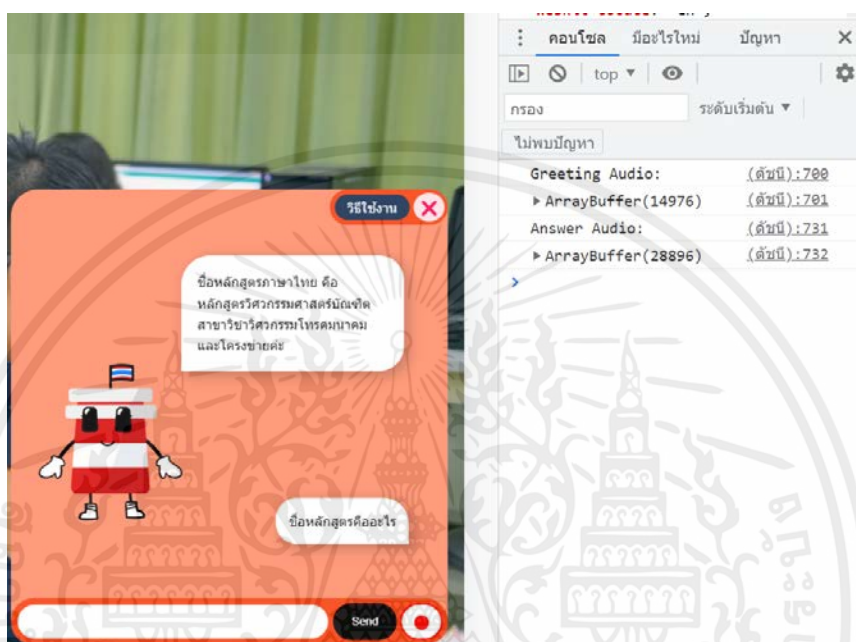 คอนโซล มีอะไรใหม่ ปัญหา
top
กรอง ระดับเริ่มต้น
ไม่พบปัญหา
Greeting Audio: (ดัชนี):700
ArrayBuffer(14976) (ดัชนี):701
Answer Audio: (ดัชนี):731
ArrayBuffer(28896) (ดัชนี):732
วิธีใช้งาน
ชื่อหลักสูตรภาษาไทย คือ
หลักสูตรวิศวกรรมศาสตร์บัณฑิต
สาขาวิชาวิศวกรรมโทรคมนาคม
และโครงข่ายค่ะ
ชื่อหลักสูตรคืออะไร
Send